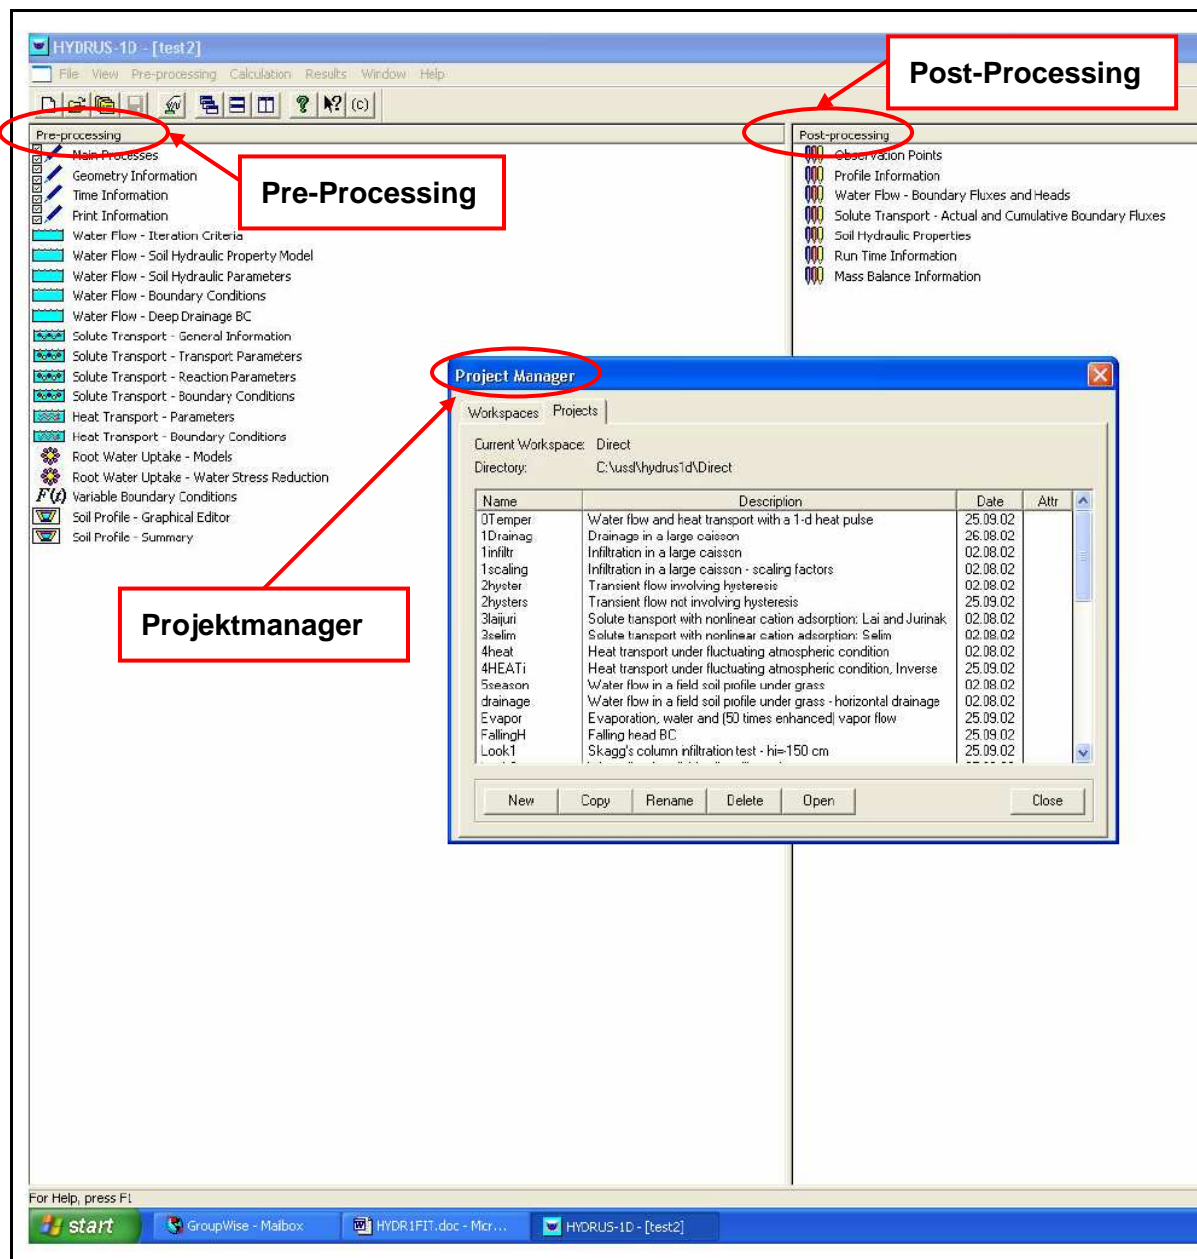 HYDRUS-1D - [test2]
File View Pre-processing Calculation Results Window Help
Post-Processing
Pre-processing
Main Processes
Geometry Information
Time Information
Print Information
Water Flow - Iteration Criteria
Water Flow - Soil Hydraulic Property Model
Water Flow - Soil Hydraulic Parameters
Water Flow - Boundary Conditions
Water Flow - Deep Drainage BC
Solute Transport - General Information
Solute Transport - Transport Parameters
Solute Transport - Reaction Parameters
Solute Transport - Boundary Conditions
Heat Transport - Parameters
Heat Transport - Boundary Conditions
Root Water Uptake - Models
Root Water Uptake - Water Stress Reduction
F(t) Variable Boundary Conditions
Soil Profile - Graphical Editor
Soil Profile - Summary
Pre-Processing
Post-processing
Observation Points
Profile Information
Water Flow - Boundary Fluxes and Heads
Solute Transport - Actual and Cumulative Boundary Fluxes
Soil Hydraulic Properties
Run Time Information
Mass Balance Information
Projektmanager
Project Manager
Workspaces Projects
Current Workspace: Direct
Directory: C:\ussl\hydrus1d\Direct
Name Description Date Attr
0Temper Water flow and heat transport with a 1-d heat pulse 25.09.02
1Drainag Drainage in a large caisson 26.08.02
1infiltr Infiltration in a large caisson 02.08.02
1scaling Infiltration in a large caisson - scaling factors 02.08.02
2hyster Transient flow involving hysteresis 02.08.02
2hysters Transient flow not involving hysteresis 25.09.02
3laijuri Solute transport with nonlinear cation adsorption: Lai and Jurinak 02.08.02
3selim Solute transport with nonlinear cation adsorption: Selim 02.08.02
4heat Heat transport under fluctuating atmospheric condition 02.08.02
4HEATi Heat transport under fluctuating atmospheric condition, Inverse 25.09.02
5season Water flow in a field soil profile under grass 02.08.02
drainage Water flow in a field soil profile under grass - horizontal drainage 02.08.02
Evapor Evaporation, water and (50 times enhanced) vapor flow 25.09.02
FallingH Falling head BC 25.09.02
Look1 Skagg's column infiltration test - hi=-150 cm 25.09.02
New Copy Rename Delete Open Close
For Help, press F1
start GroupWise - Mailbox HYDR1FIT.doc - Micr... HYDRUS-1D - [test2]